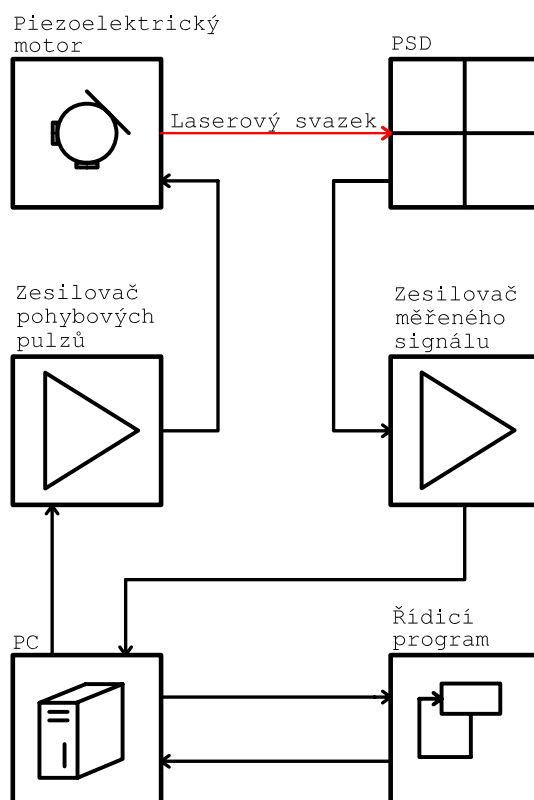 Piezoelektrický
motor
PSD
Laserový svazek
Zesilovač
pohybových
pulzů
Zesilovač
měřeného
signálu
PC
Řídicí
program